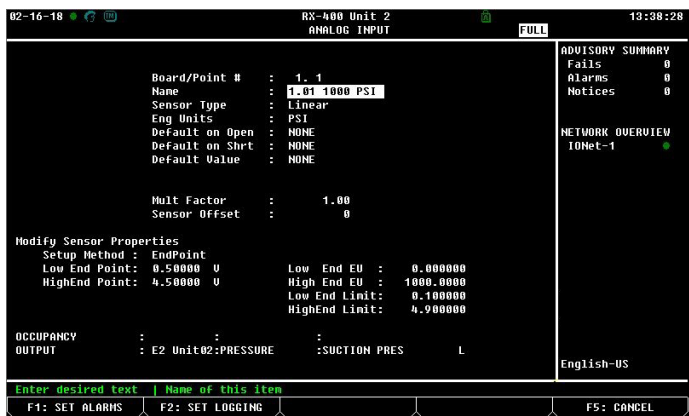 02-16-18 RX-400 Unit 2 13:38:28
ANALOG INPUT FULL
ADVISORY SUMMARY
Fails 0
Alarms 0
Notices 0
NETWORK OVERVIEW
IONet-1
Board/Point # : 1. 1
Name : 1.01 1000 PSI
Sensor Type : Linear
Eng Units : PSI
Default on Open : NONE
Default on Shrt : NONE
Default Value : NONE
Mult Factor : 1.00
Sensor Offset : 0
Modify Sensor Properties
Setup Method : EndPoint
Low End Point: 0.50000 V Low End EU : 0.000000
HighEnd Point: 4.50000 V High End EU : 1000.0000
Low End Limit: 0.100000
HighEnd Limit: 4.900000
OCCUPANCY : : :
OUTPUT : E2 Unit02:PRESSURE :SUCTION PRES L
English-US
Enter desired text | Name of this item
F1: SET ALARMS F2: SET LOGGING F5: CANCEL